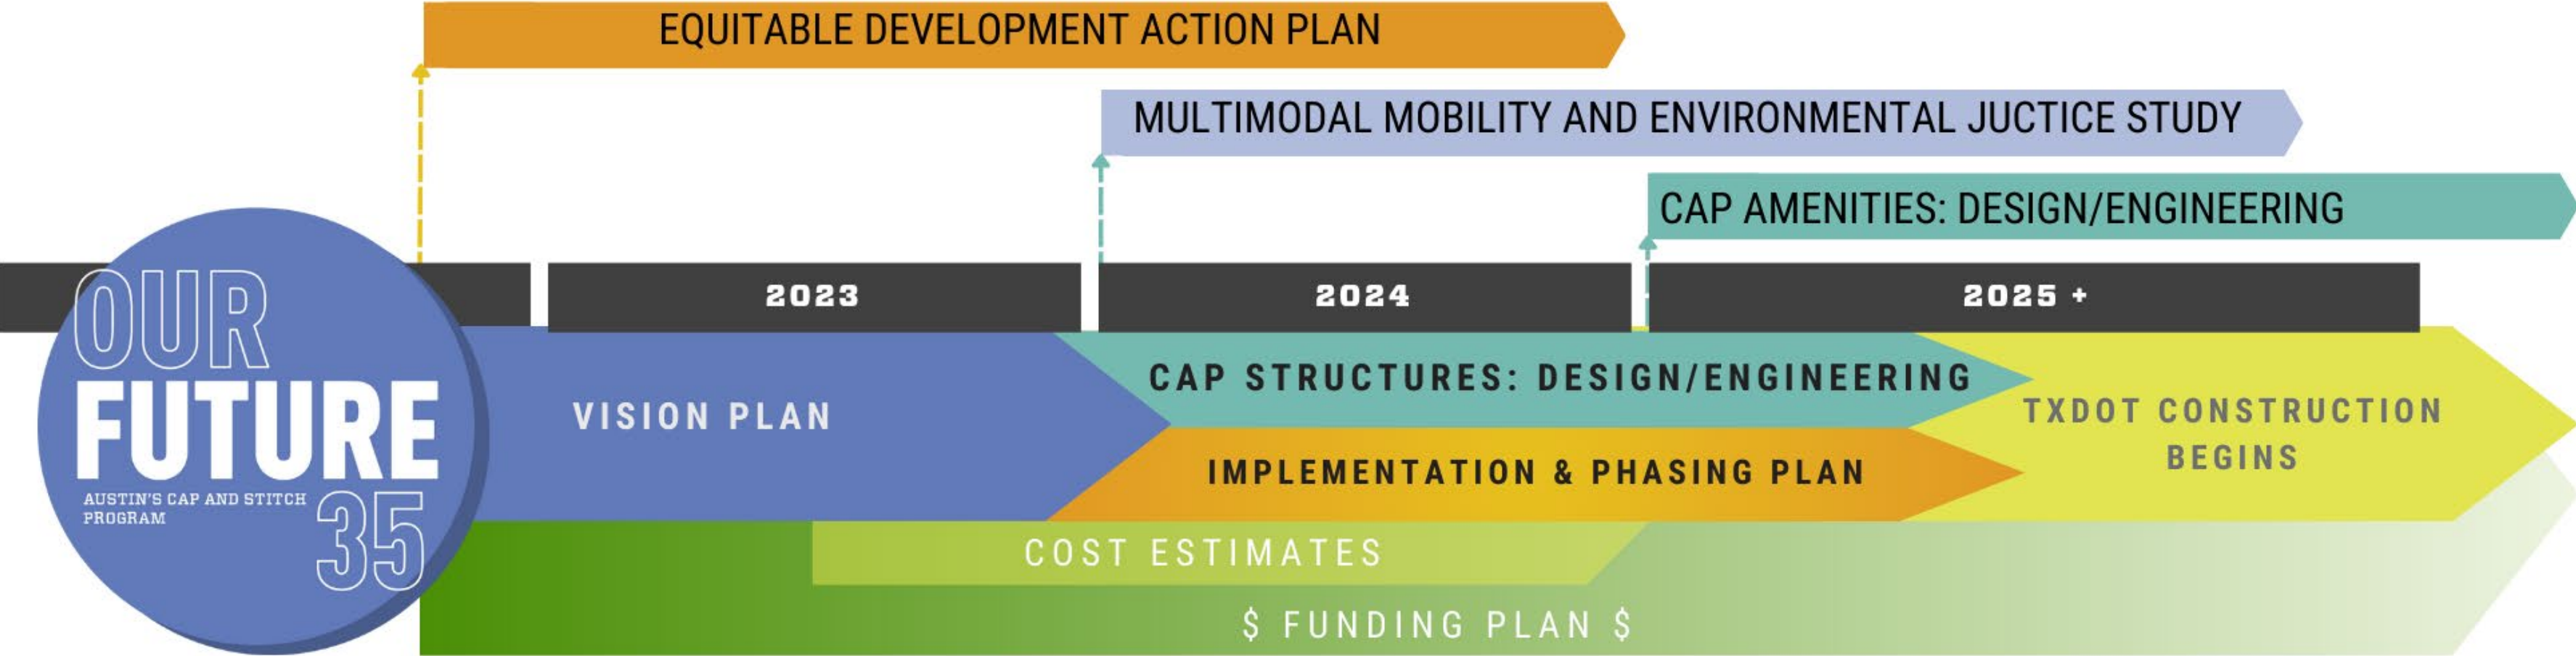 EQUITABLE DEVELOPMENT ACTION PLAN
MULTIMODAL MOBILITY AND ENVIRONMENTAL JUCTICE STUDY
CAP AMENITIES: DESIGN/ENGINEERING
OUR
FUTURE
AUSTIN'S CAP AND STITCH
PROGRAM
35
2023
2024
2025 +
VISION PLAN
CAP STRUCTURES: DESIGN/ENGINEERING
IMPLEMENTATION & PHASING PLAN
TXDOT CONSTRUCTION
BEGINS
COST ESTIMATES
$ FUNDING PLAN $